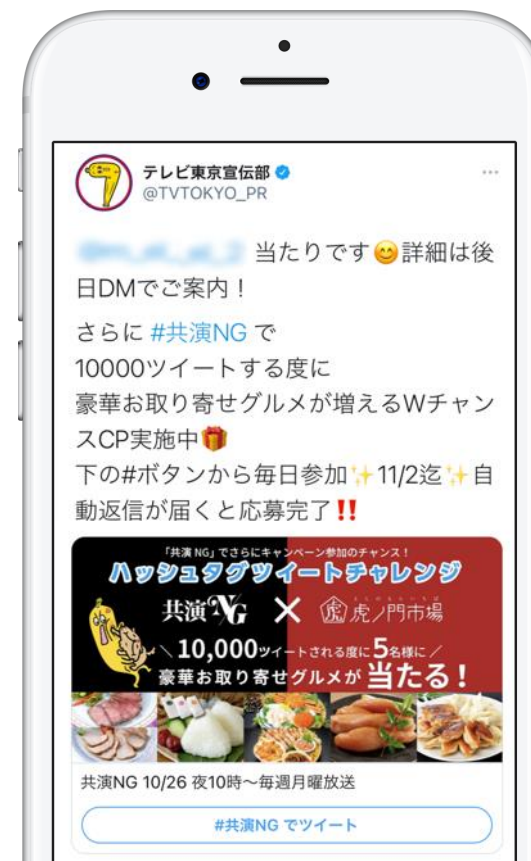 テレビ東京宣伝部
@TVTOKYO_PR
当たりです😊詳細は後
日DMでご案内！
さらに #共演NG で
10000ツイートする度に
豪華お取り寄せグルメが増えるWチャン
スCP実施中🎁
下の#ボタンから毎日参加✨11/2迄✨自
動返信が届くと応募完了‼️
「共演NG」でさらにキャンペーン参加のチャンス！
ハッシュタグツイートチャレンジ
共演NG × 虎 虎ノ門市場
とらのもんいちば
＼10,000ツイートされる度に5名様に／
豪華お取り寄せグルメが当たる！
共演NG 10/26 夜10時～毎週月曜放送
#共演NG でツイート